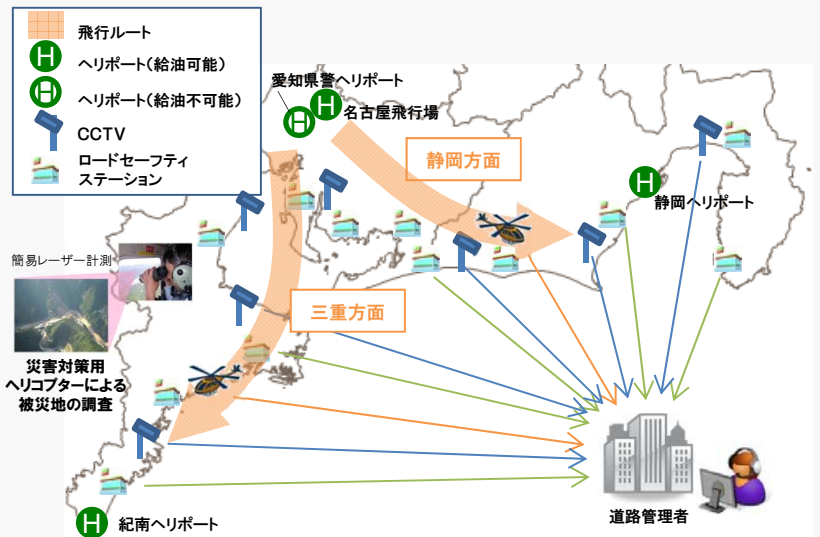 飛行ルート
H
ヘリポート(給油可能)
H
ヘリポート(給油不可能)
CCTV
ロードセーフティ
ステーション
愛知県警ヘリポート
H
H
名古屋飛行場
静岡方面
H
静岡ヘリポート
簡易レーザー計測
三重方面
災害対策用
ヘリコプターによる
被災地の調査
道路管理者
H
紀南ヘリポート